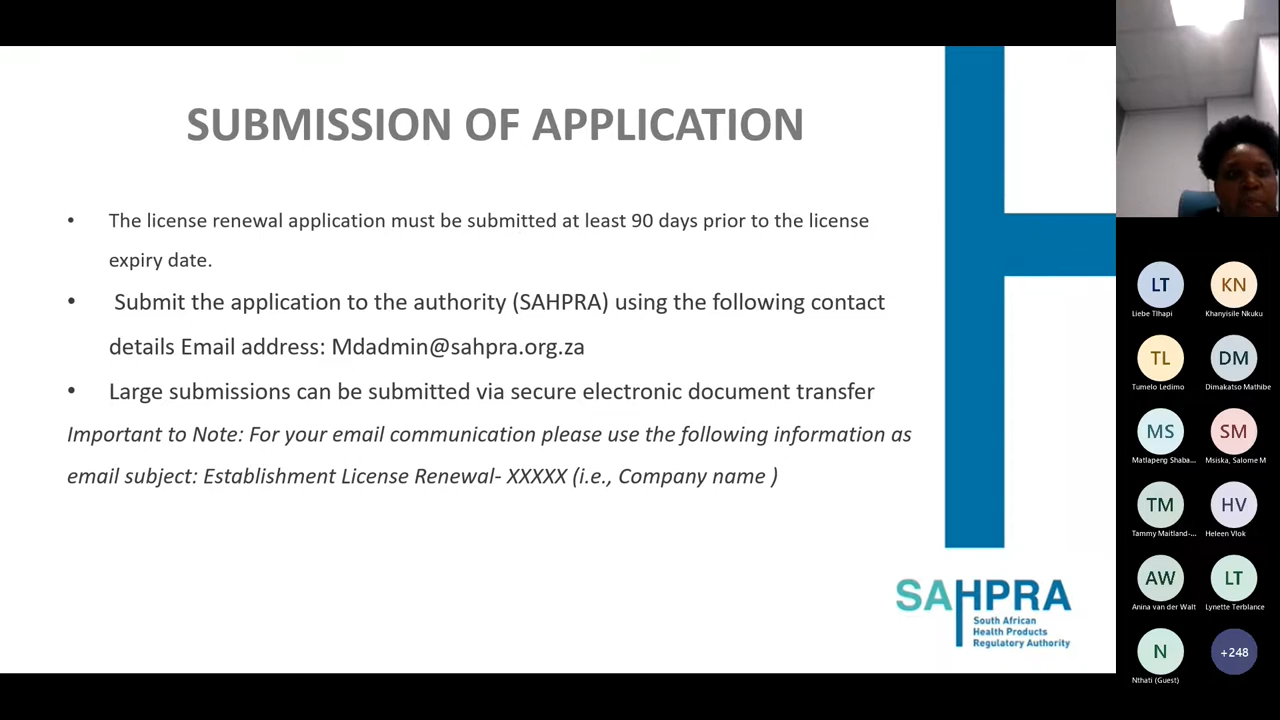 SUBMISSION OF APPLICATION
• The license renewal application must be submitted at least 90 days prior to the license
expiry date.
• Submit the application to the authority (SAHPRA) using the following contact
details Email address: Mdadmin@sahpra.org.za
• Large submissions can be submitted via secure electronic document transfer
Important to Note: For your email communication please use the following information as
email subject: Establishment License Renewal- XXXXX (i.e., Company name )
SAHPRA
South African
Health Products
Regulatory Authority
LT KN
Liebe Tlhapi Khanyisile Nkuku
TL DM
Tumelo Ledimo Dimakatso Mathibe
MS SM
Matlapeng Shaba... Msiska, Salome M
TM HV
Tammy Maitland-... Heleen Vlok
AW LT
Anina van der Walt Lynette Terblance
N +248
Nthati (Guest)